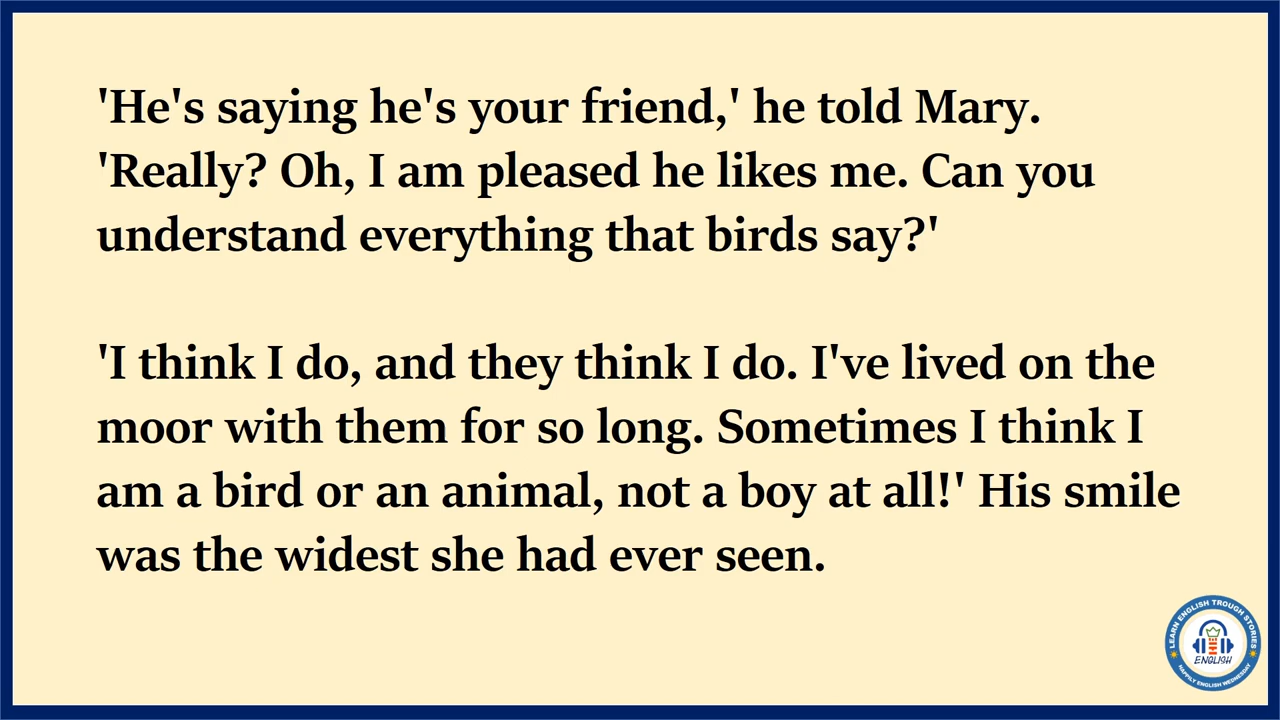 'He's saying he's your friend,' he told Mary.
'Really? Oh, I am pleased he likes me. Can you
understand everything that birds say?'
'I think I do, and they think I do. I've lived on the
moor with them for so long. Sometimes I think I
am a bird or an animal, not a boy at all!' His smile
was the widest she had ever seen.
LEARN ENGLISH TROUGH STORIES
ENGLISH
HAPPILY ENGLISH WEDNESDAY